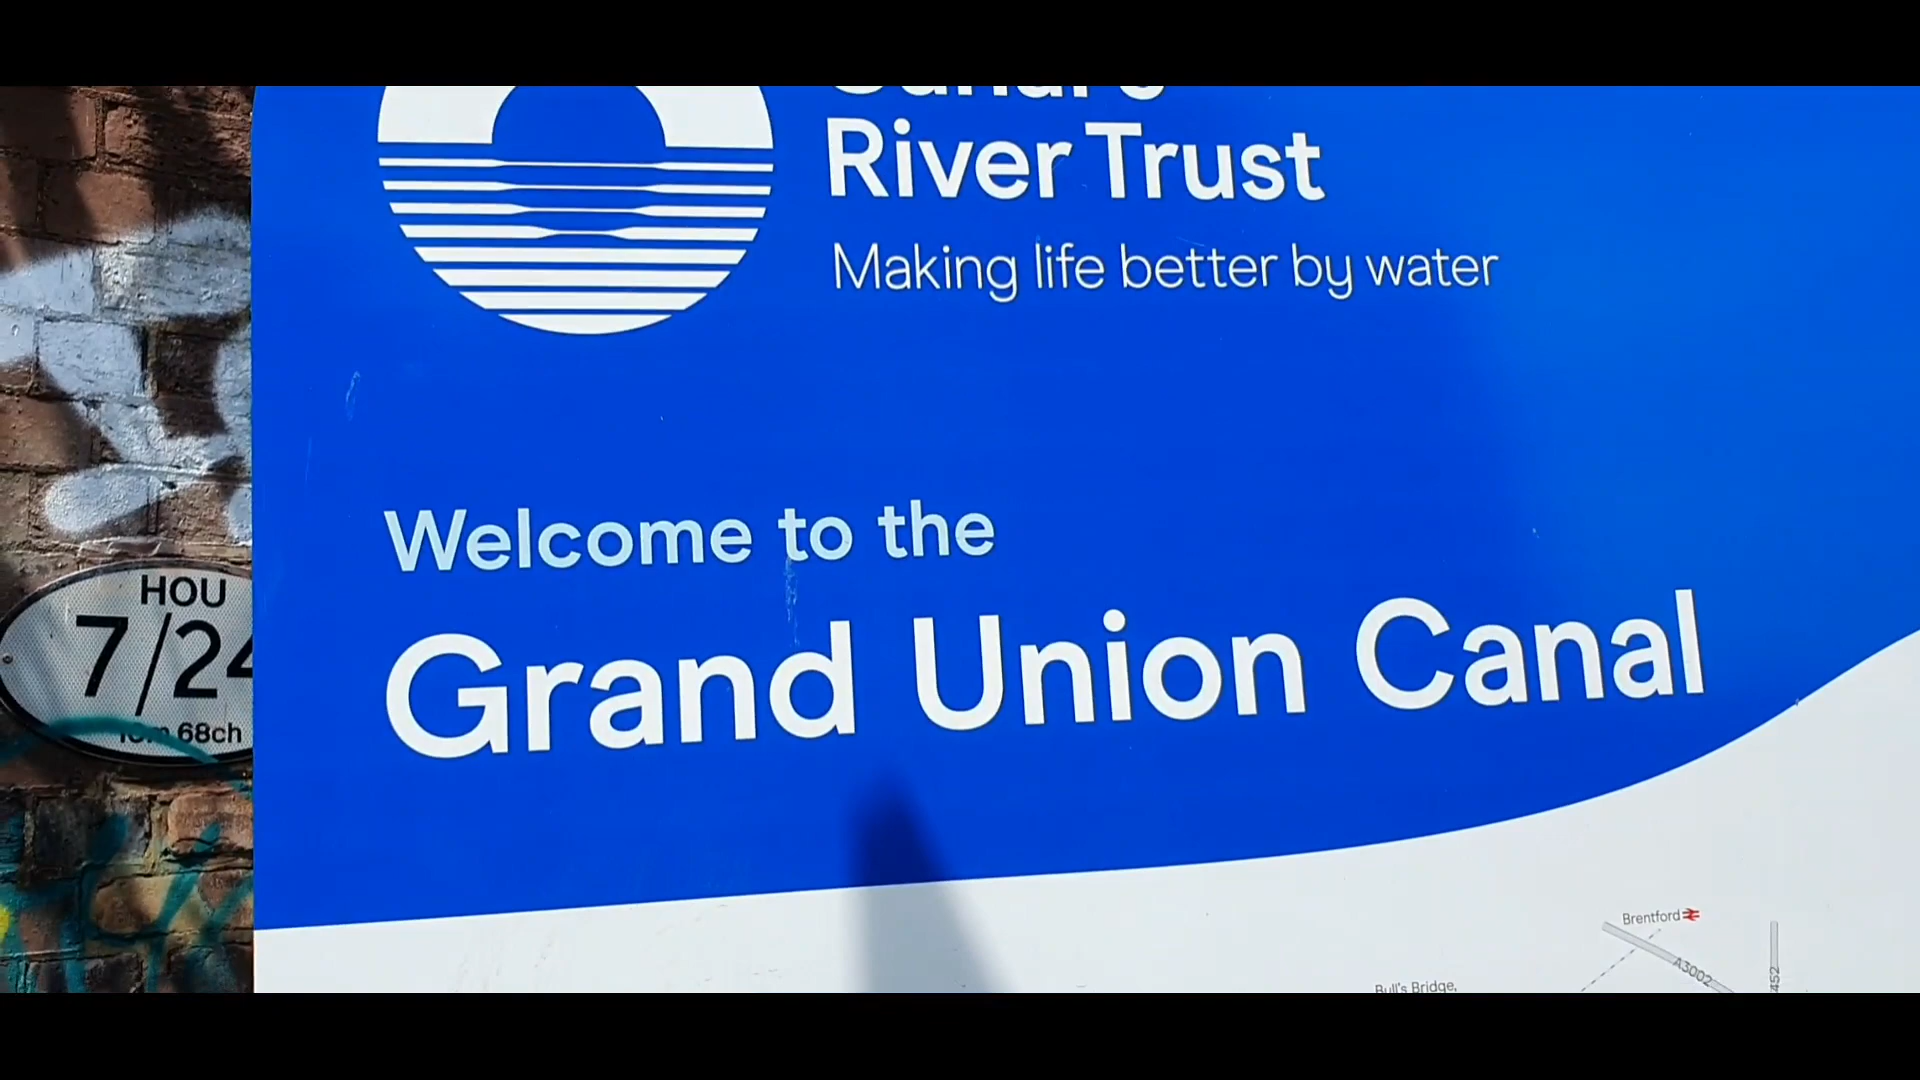 River Trust
Making life better by water
Welcome to the
Grand Union Canal
HOU
7/24
68ch
Brentford
A3002
Bull's Bridge,